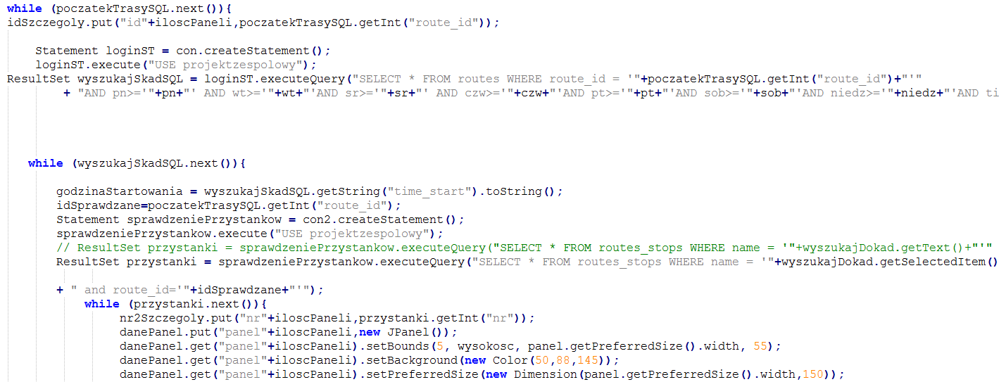 while (poczatekTrasySQL.next()){
idSzczegoly.put("id"+iloscPaneli,poczatekTrasySQL.getInt("route_id"));
Statement loginST = con.createStatement();
loginST.execute("USE projektzespolowy");
ResultSet wyszukajSkadSQL = loginST.executeQuery("SELECT * FROM routes WHERE route_id = '"+poczatekTrasySQL.getInt("route_id")+"'"
+ "AND pn>='"+pn+"' AND wt>='"+wt+"'AND sr>='"+sr+"' AND czw>='"+czw+"'AND pt>='"+pt+"'AND sob>='"+sob+"'AND niedz>='"+niedz+"'AND ti
while (wyszukajSkadSQL.next()){
godzinaStartowania = wyszukajSkadSQL.getString("time_start").toString();
idSprawdzane=poczatekTrasySQL.getInt("route_id");
Statement sprawdzeniePrzystankow = con2.createStatement();
sprawdzeniePrzystankow.execute("USE projektzespolowy");
// ResultSet przystanki = sprawdzeniePrzystankow.executeQuery("SELECT * FROM routes_stops WHERE name = '"+wyszukajDokad.getText()+"'"
ResultSet przystanki = sprawdzeniePrzystankow.executeQuery("SELECT * FROM routes_stops WHERE name = '"+wyszukajDokad.getSelectedItem()
+ " and route_id='"+idSprawdzane+"'");
while (przystanki.next()){
nr2Szczegoly.put("nr"+iloscPaneli,przystanki.getInt("nr"));
danePanel.put("panel"+iloscPaneli,new JPanel());
danePanel.get("panel"+iloscPaneli).setBounds(5, wysokosc, panel.getPreferredSize().width, 55);
danePanel.get("panel"+iloscPaneli).setBackground(new Color(50,88,145));
danePanel.get("panel"+iloscPaneli).setPreferredSize(new Dimension(panel.getPreferredSize().width,150));